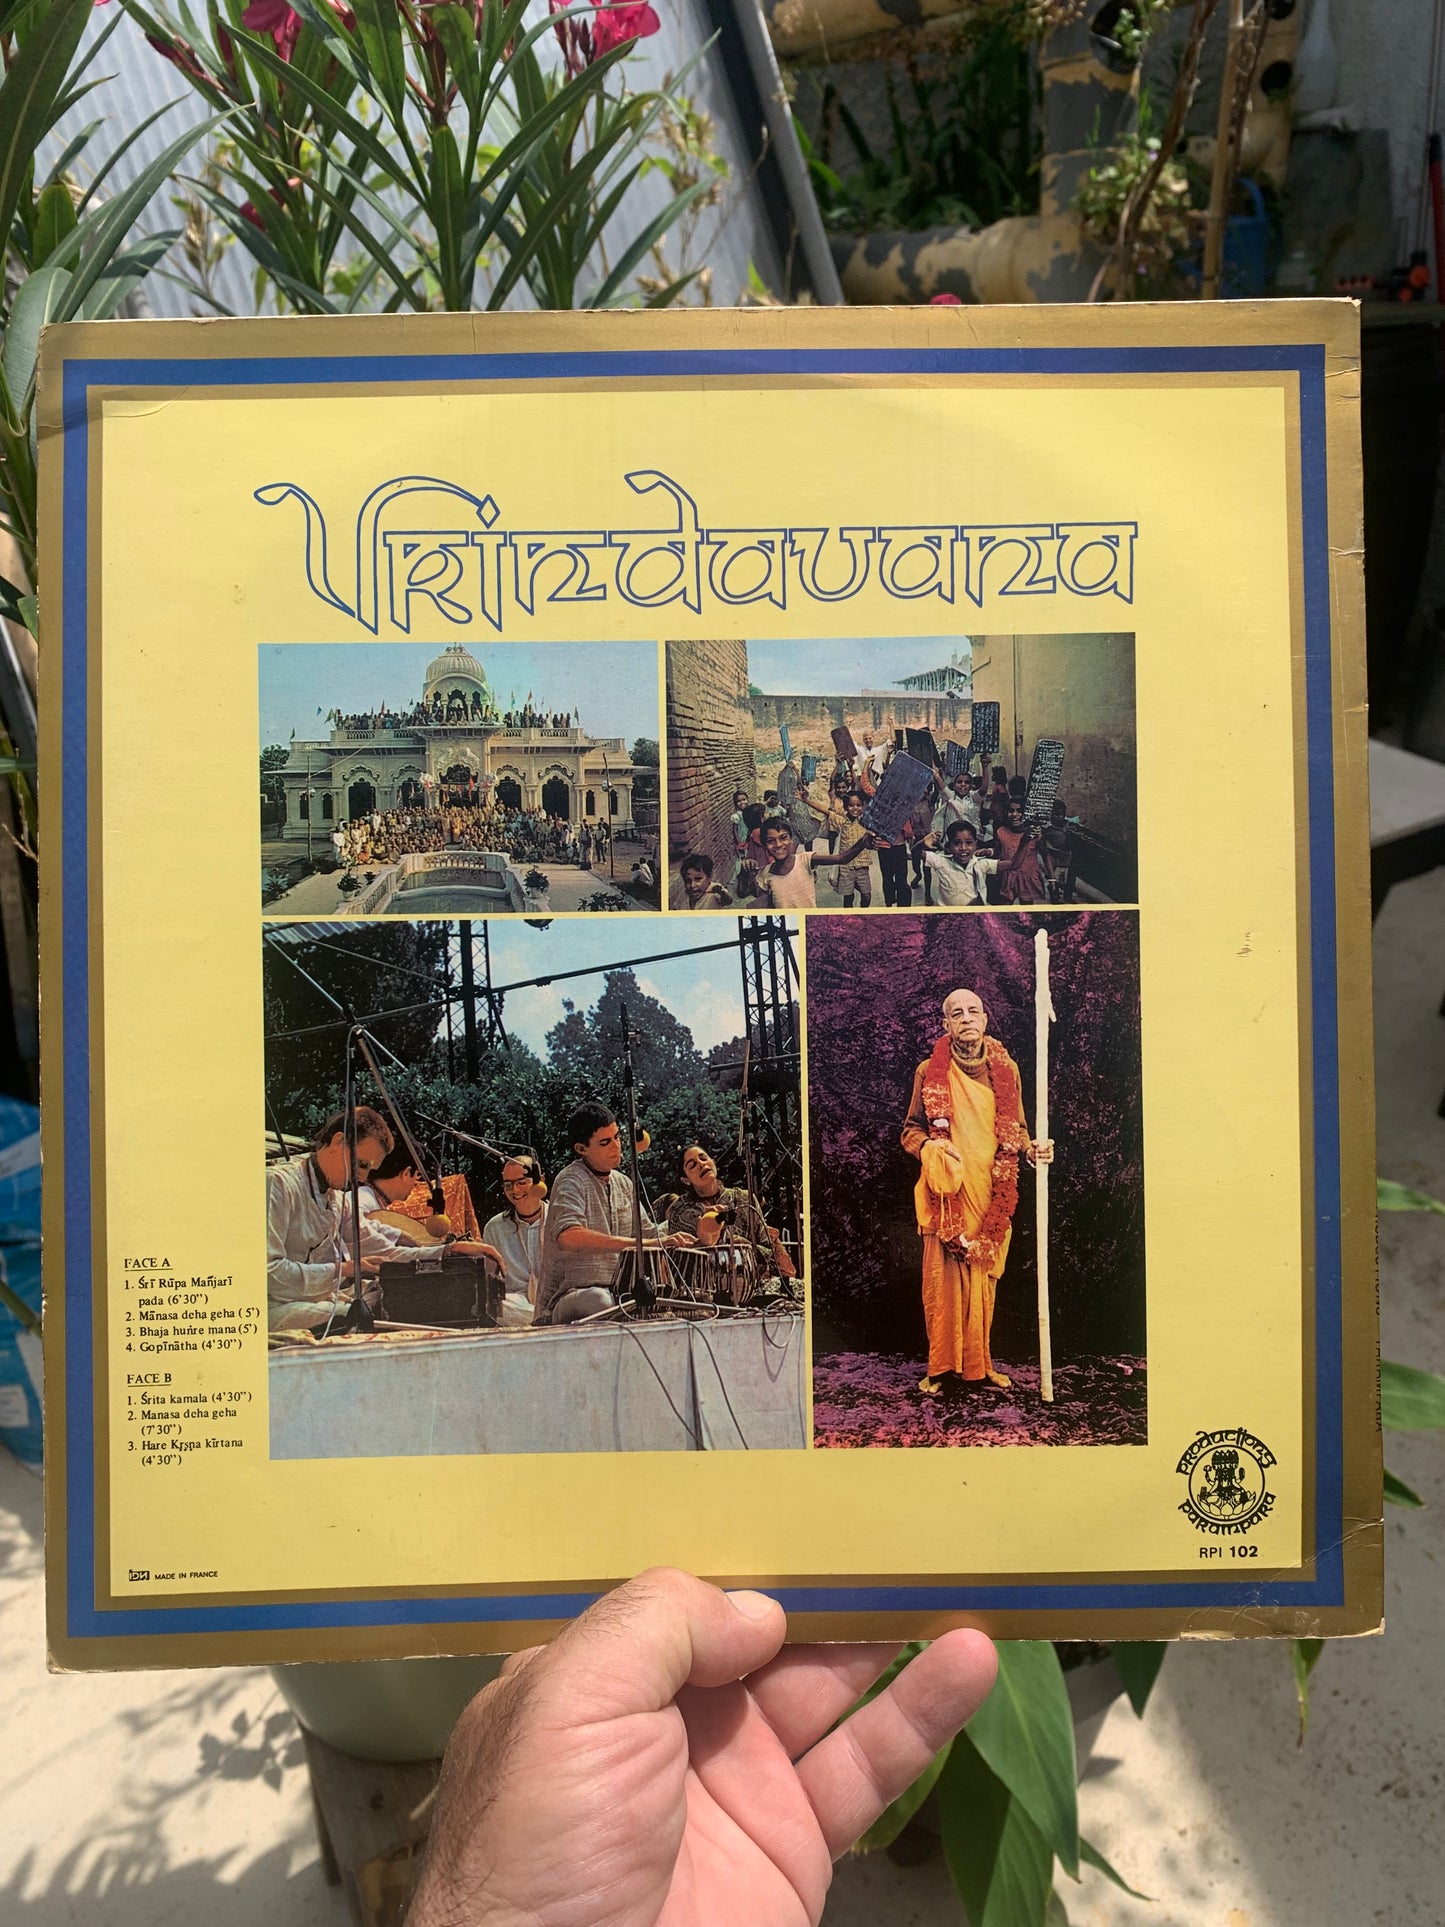 Vrindavana
FACE A
1. Śrī Rūpa Mañjarī
pada (6'30'')
2. Mānasa deha geha (5')
3. Bhaja huṅre mana (5')
4. Gopīnātha (4'30'')
FACE B
1. Śrita kamala (4'30'')
2. Manasa deha geha
(7'30'')
3. Hare Kṛṣṇa kīrtana
(4'30'')
productions
parampara
RPI 102
iDN MADE IN FRANCE